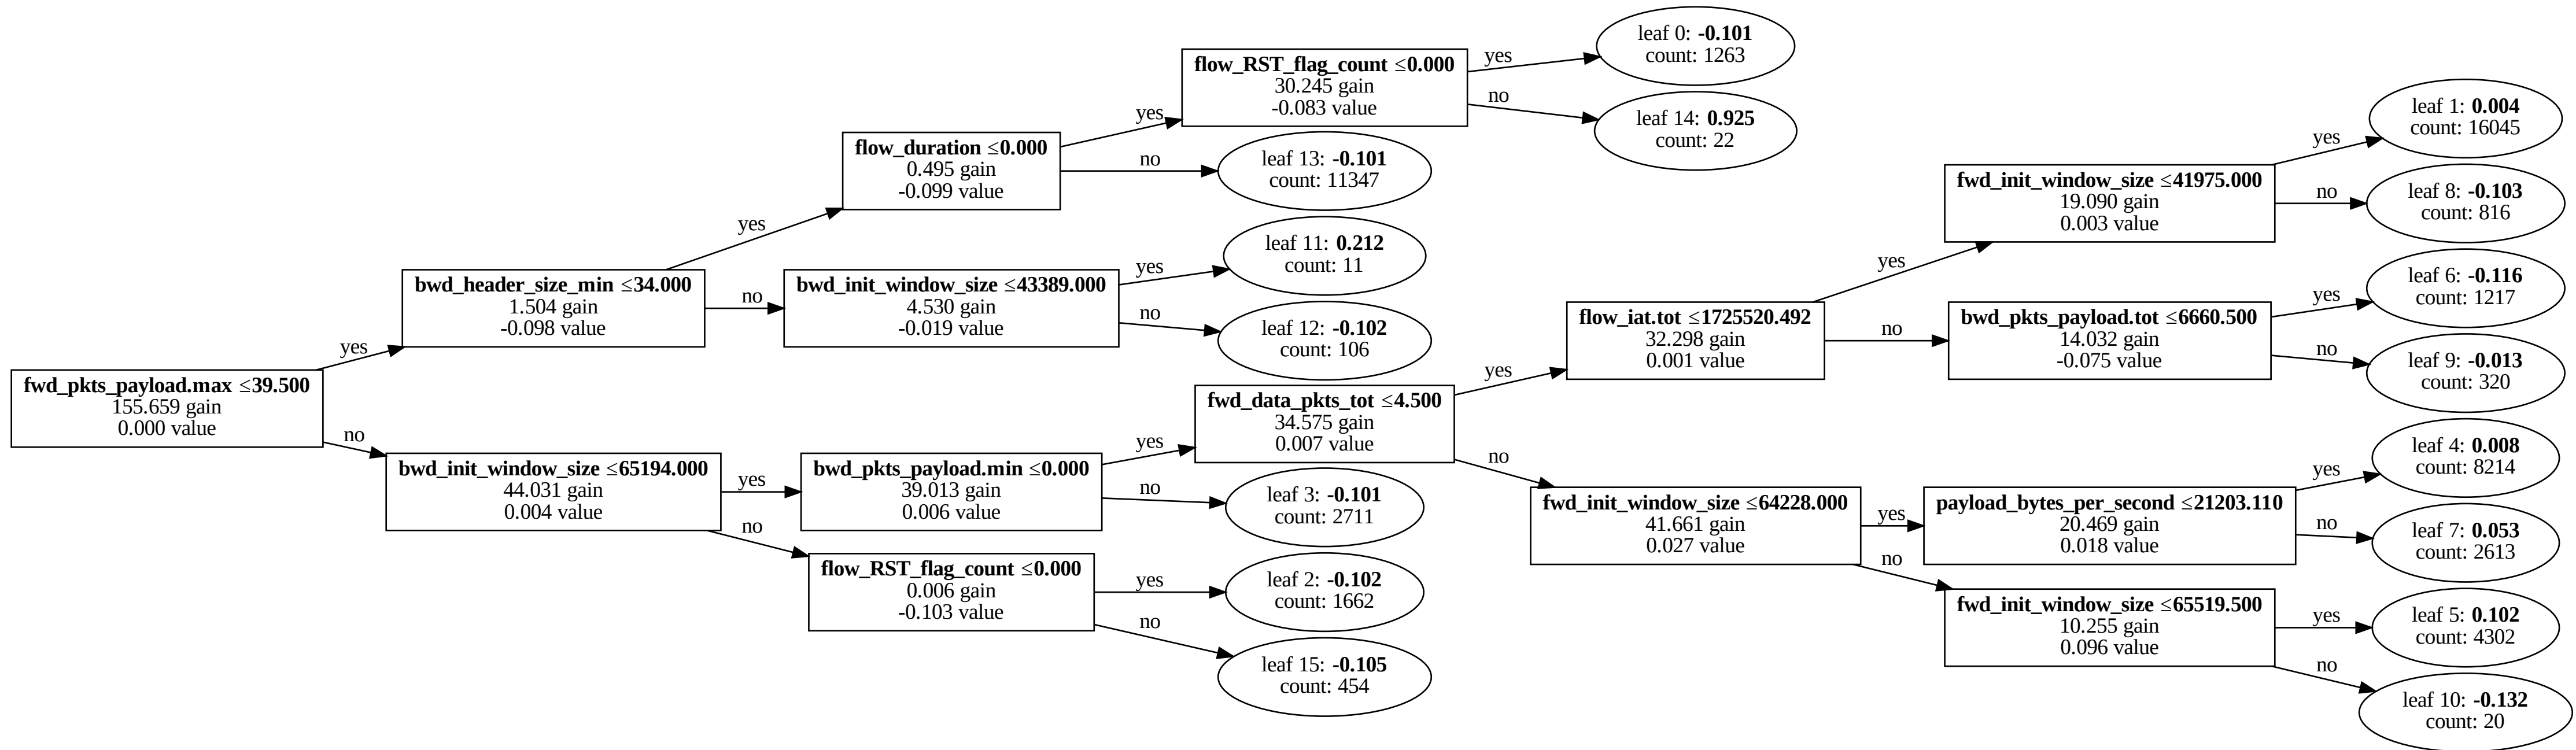 fwd_pkts_payload.max ≤39.500
155.659 gain
0.000 value
yes
no
bwd_header_size_min ≤34.000
1.504 gain
-0.098 value
yes
no
bwd_init_window_size ≤65194.000
44.031 gain
0.004 value
yes
no
flow_duration ≤0.000
0.495 gain
-0.099 value
yes
no
bwd_init_window_size ≤43389.000
4.530 gain
-0.019 value
yes
no
bwd_pkts_payload.min ≤0.000
39.013 gain
0.006 value
yes
no
flow_RST_flag_count ≤0.000
0.006 gain
-0.103 value
yes
no
flow_RST_flag_count ≤0.000
30.245 gain
-0.083 value
yes
no
leaf 13: -0.101
count: 11347
leaf 11: 0.212
count: 11
leaf 12: -0.102
count: 106
fwd_data_pkts_tot ≤4.500
34.575 gain
0.007 value
yes
no
leaf 3: -0.101
count: 2711
leaf 2: -0.102
count: 1662
leaf 15: -0.105
count: 454
leaf 0: -0.101
count: 1263
leaf 14: 0.925
count: 22
flow_iat.tot ≤1725520.492
32.298 gain
0.001 value
yes
no
fwd_init_window_size ≤64228.000
41.661 gain
0.027 value
yes
no
fwd_init_window_size ≤41975.000
19.090 gain
0.003 value
yes
no
bwd_pkts_payload.tot ≤6660.500
14.032 gain
-0.075 value
yes
no
payload_bytes_per_second ≤21203.110
20.469 gain
0.018 value
yes
no
fwd_init_window_size ≤65519.500
10.255 gain
0.096 value
yes
no
leaf 1: 0.004
count: 16045
leaf 8: -0.103
count: 816
leaf 6: -0.116
count: 1217
leaf 9: -0.013
count: 320
leaf 4: 0.008
count: 8214
leaf 7: 0.053
count: 2613
leaf 5: 0.102
count: 4302
leaf 10: -0.132
count: 20